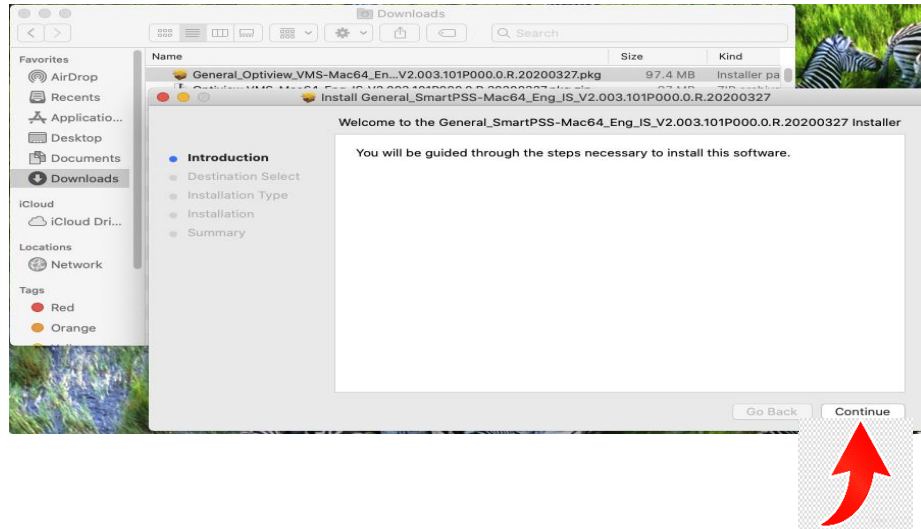 Downloads
Search
Favorites
AirDrop
Recents
Applicatio...
Desktop
Documents
Downloads
iCloud
iCloud Dri...
Locations
Network
Tags
Red
Orange
Name Size Kind
General_Optiview_VMS-Mac64_En...V2.003.101P000.0.R.20200327.pkg 97.4 MB Installer pa
Install General_SmartPSS-Mac64_Eng_IS_V2.003.101P000.0.R.20200327
Welcome to the General_SmartPSS-Mac64_Eng_IS_V2.003.101P000.0.R.20200327 Installer
Introduction
Destination Select
Installation Type
Installation
Summary
You will be guided through the steps necessary to install this software.
Go Back Continue